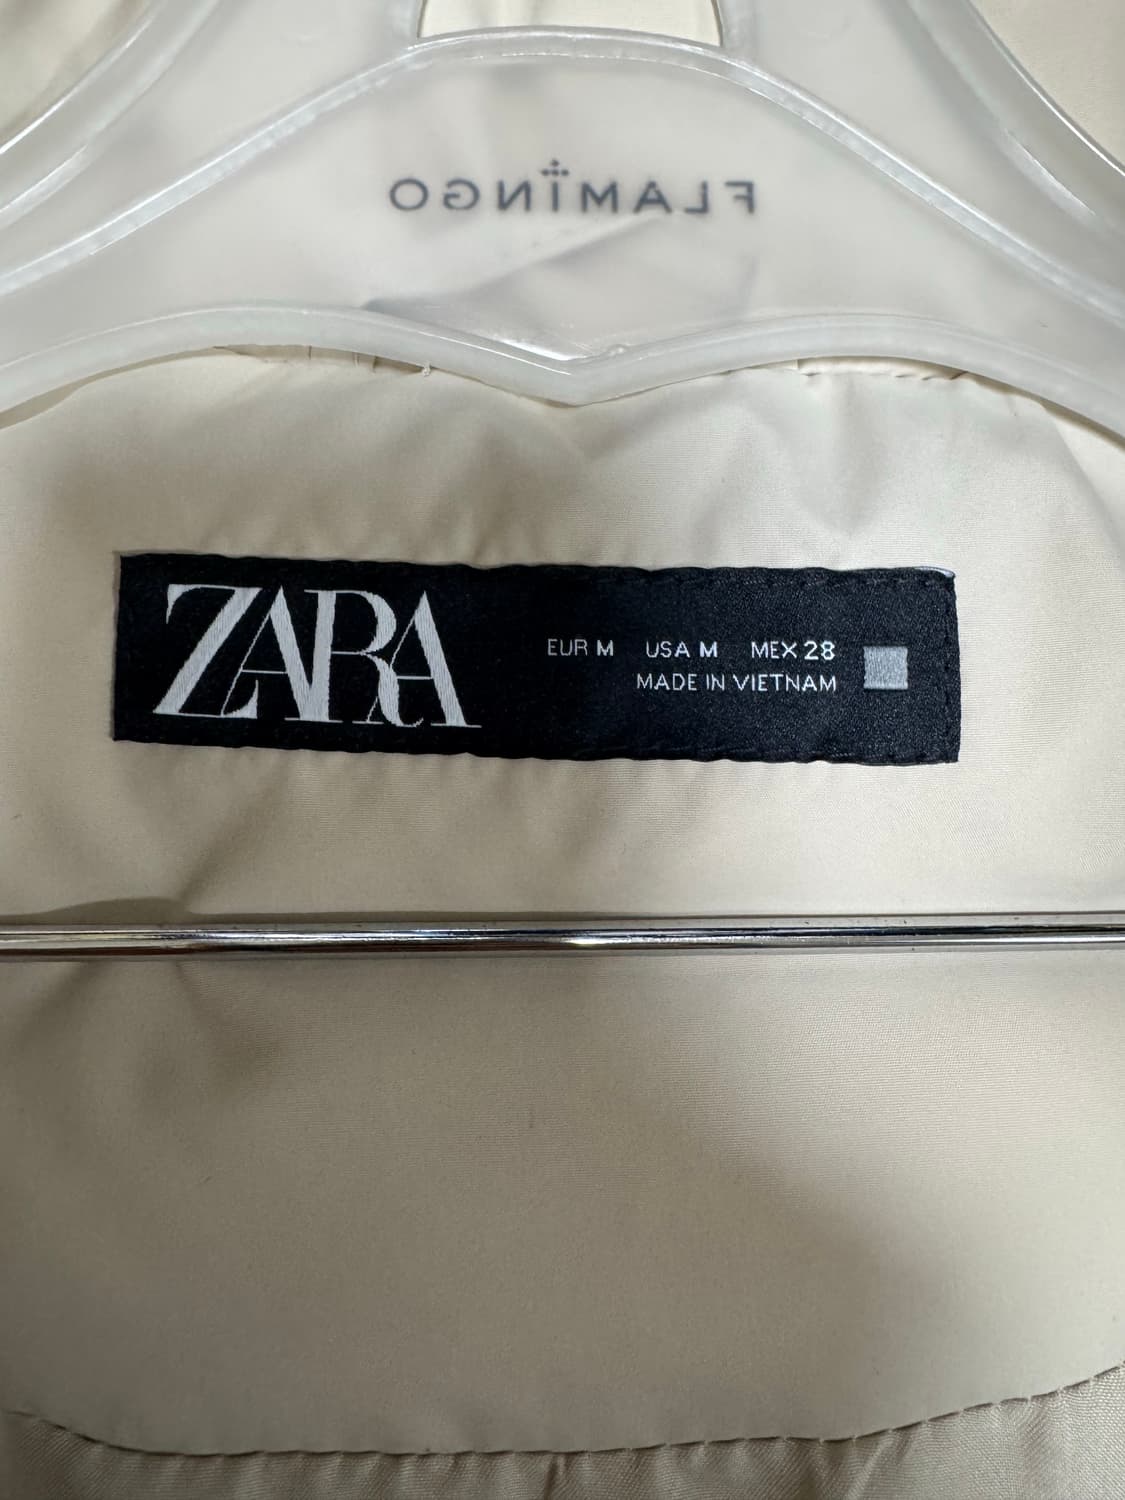 FLAMINGO
ZARA
EUR M USA M MEX 28
MADE IN VIETNAM